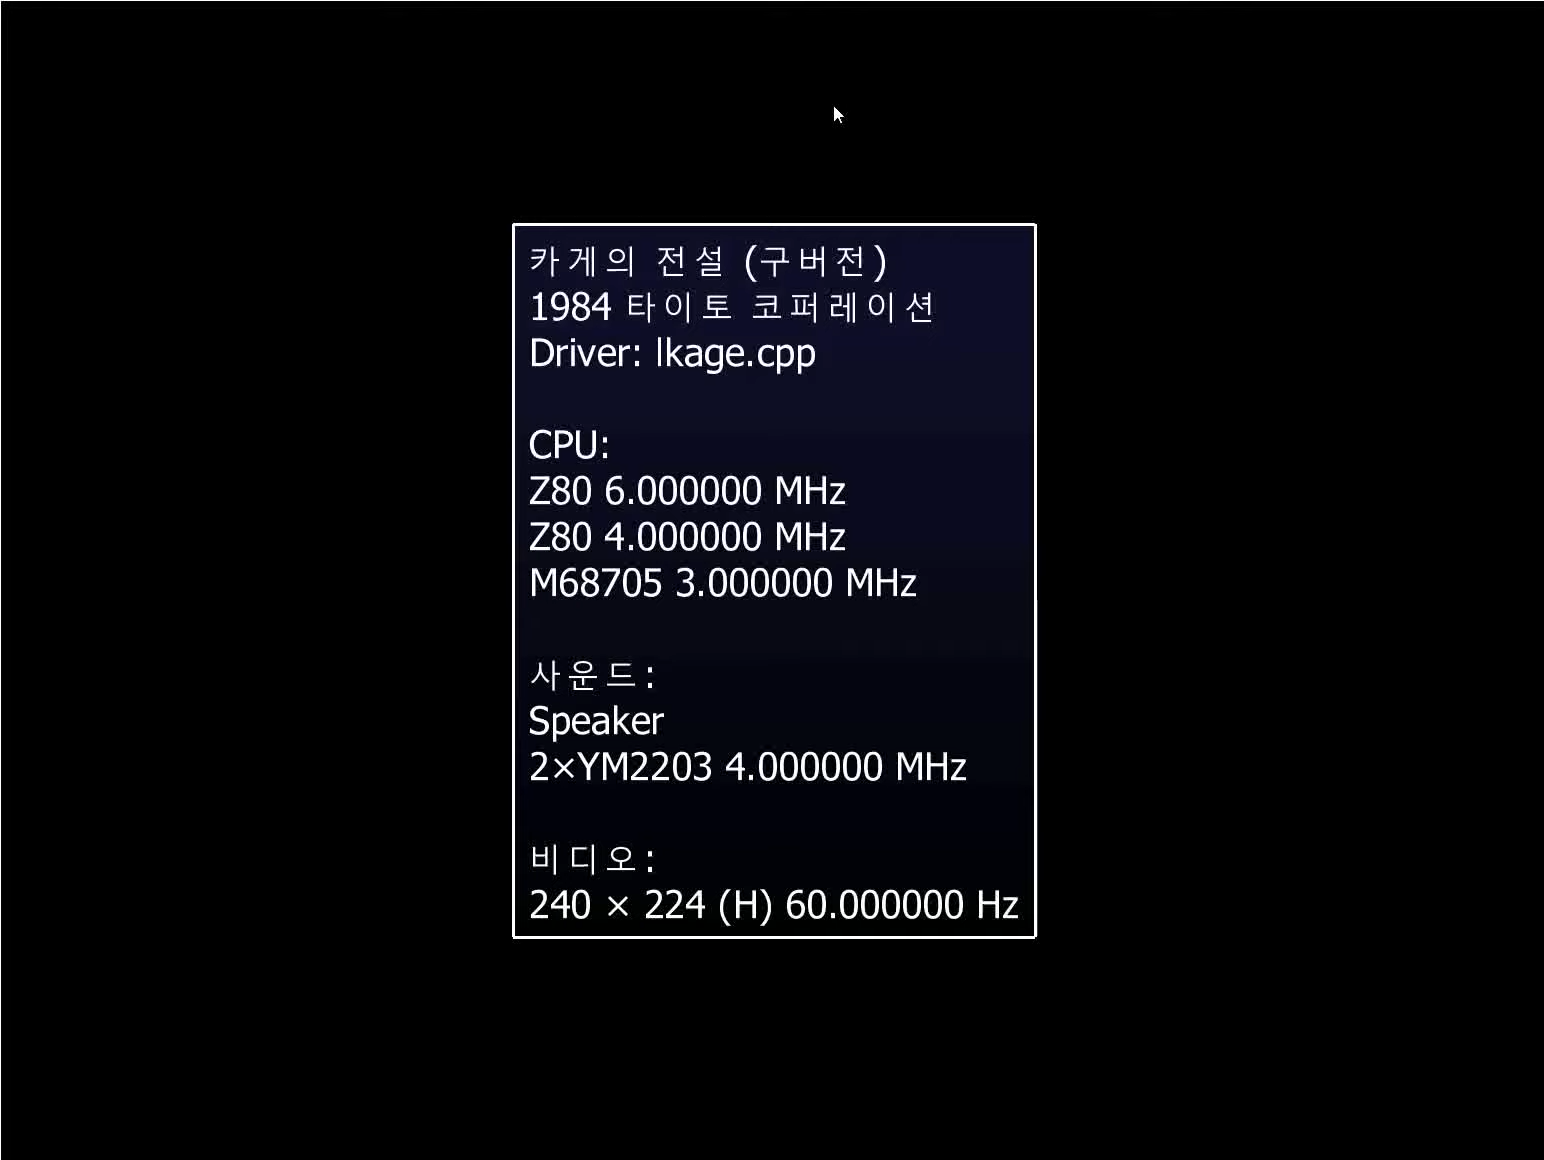 카게의 전설 (구버전)
1984 타이토 코퍼레이션
Driver: lkage.cpp
CPU:
Z80 6.000000 MHz
Z80 4.000000 MHz
M68705 3.000000 MHz
사운드:
Speaker
2×YM2203 4.000000 MHz
비디오:
240 × 224 (H) 60.000000 Hz